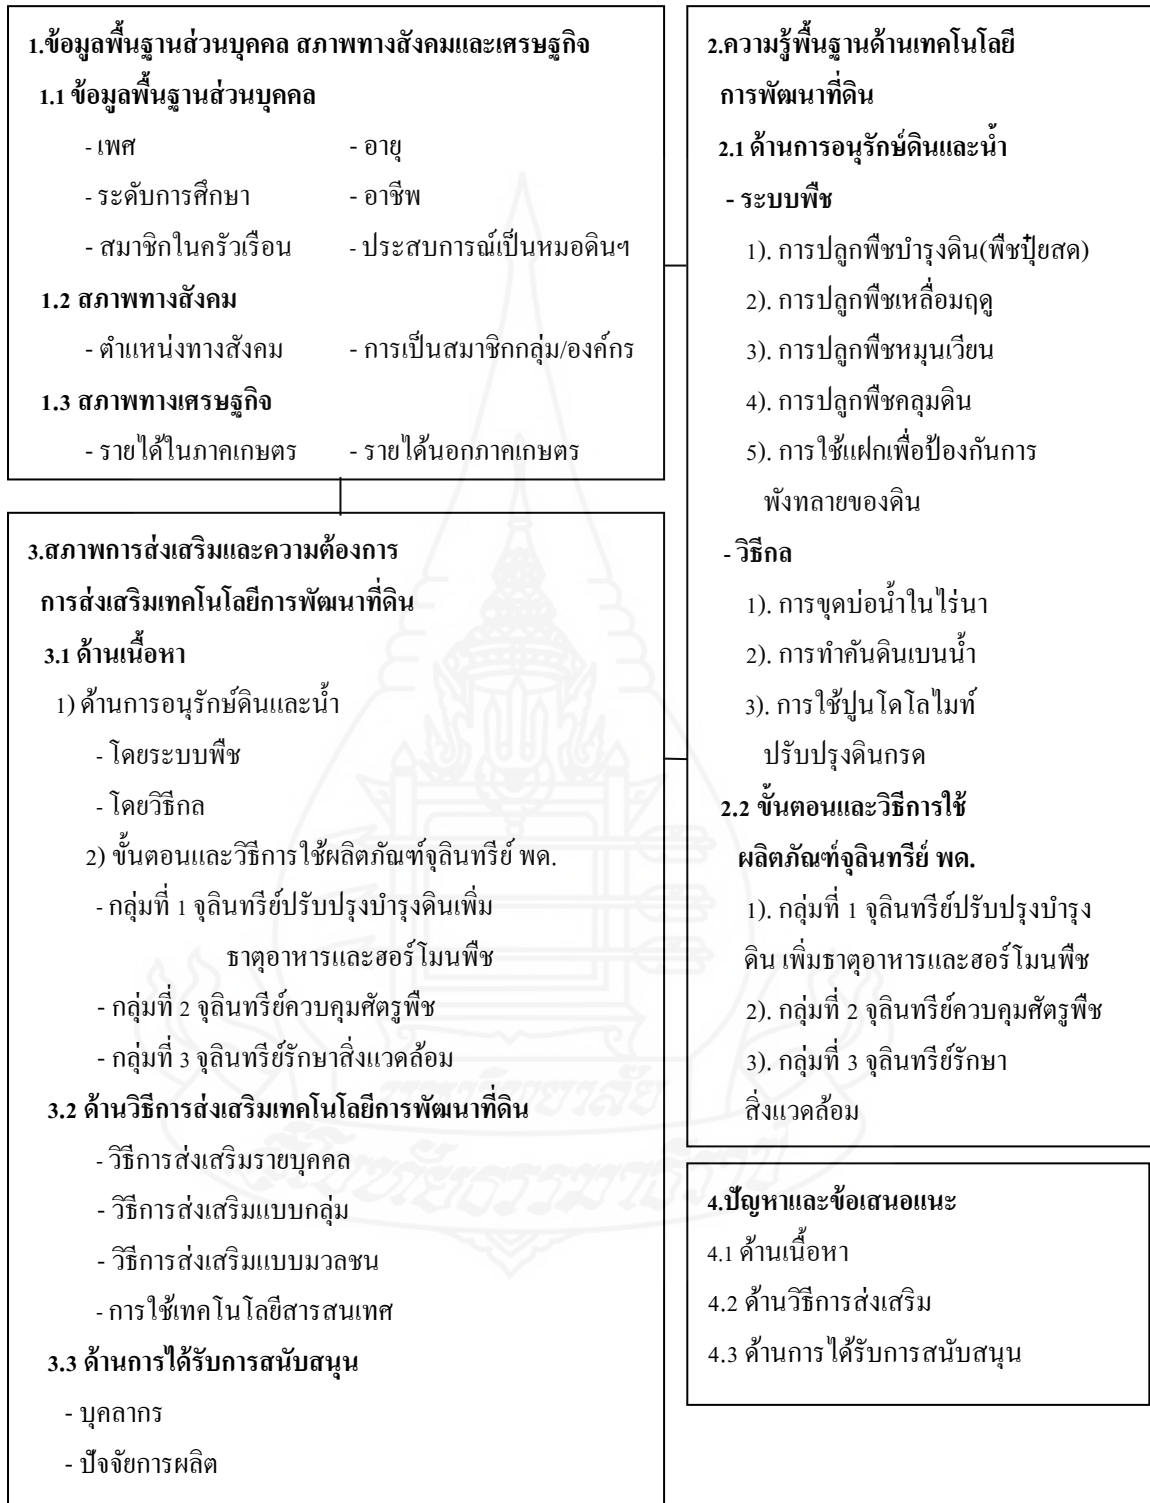 1.ข้อมูลพื้นฐานส่วนบุคคล สภาพทางสังคมและเศรษฐกิจ
1.1 ข้อมูลพื้นฐานส่วนบุคคล
- เพศ - อายุ
- ระดับการศึกษา - อาชีพ
- สมาชิกในครัวเรือน - ประสบการณ์เป็นหมอดินฯ
1.2 สภาพทางสังคม
- ตำแหน่งทางสังคม - การเป็นสมาชิกกลุ่ม/องค์กร
1.3 สภาพทางเศรษฐกิจ
- รายได้ในภาคเกษตร - รายได้นอกภาคเกษตร
2.ความรู้พื้นฐานด้านเทคโนโลยี
การพัฒนาที่ดิน
2.1 ด้านการอนุรักษ์ดินและน้ำ
- ระบบพืช
1). การปลูกพืชบำรุงดิน(พืชปุ๋ยสด)
2). การปลูกพืชเหลื่อมฤดู
3). การปลูกพืชหมุนเวียน
4). การปลูกพืชคลุมดิน
5). การใช้แฝกเพื่อป้องกันการ
พังทลายของดิน
- วิธีกล
1). การขุดบ่อน้ำในไร่นา
2). การทำคันดินเบนน้ำ
3). การใช้ปูนโดโลไมท์
ปรับปรุงดินกรด
2.2 ขั้นตอนและวิธีการใช้
ผลิตภัณฑ์จุลินทรีย์ พด.
1). กลุ่มที่ 1 จุลินทรีย์ปรับปรุงบำรุง
ดิน เพิ่มธาตุอาหารและฮอร์โมนพืช
2). กลุ่มที่ 2 จุลินทรีย์ควบคุมศัตรูพืช
3). กลุ่มที่ 3 จุลินทรีย์รักษา
สิ่งแวดล้อม
3.สภาพการส่งเสริมและความต้องการ
การส่งเสริมเทคโนโลยีการพัฒนาที่ดิน
3.1 ด้านเนื้อหา
1) ด้านการอนุรักษ์ดินและน้ำ
- โดยระบบพืช
- โดยวิธีกล
2) ขั้นตอนและวิธีการใช้ผลิตภัณฑ์จุลินทรีย์ พด.
- กลุ่มที่ 1 จุลินทรีย์ปรับปรุงบำรุงดินเพิ่ม
ธาตุอาหารและฮอร์โมนพืช
- กลุ่มที่ 2 จุลินทรีย์ควบคุมศัตรูพืช
- กลุ่มที่ 3 จุลินทรีย์รักษาสิ่งแวดล้อม
3.2 ด้านวิธีการส่งเสริมเทคโนโลยีการพัฒนาที่ดิน
- วิธีการส่งเสริมรายบุคคล
- วิธีการส่งเสริมแบบกลุ่ม
- วิธีการส่งเสริมแบบมวลชน
- การใช้เทคโนโลยีสารสนเทศ
3.3 ด้านการได้รับการสนับสนุน
- บุคลากร
- ปัจจัยการผลิต
4.ปัญหาและข้อเสนอแนะ
4.1 ด้านเนื้อหา
4.2 ด้านวิธีการส่งเสริม
4.3 ด้านการได้รับการสนับสนุน
มหาวิทยาลัย
สุโขทัยธรรมาธิราช